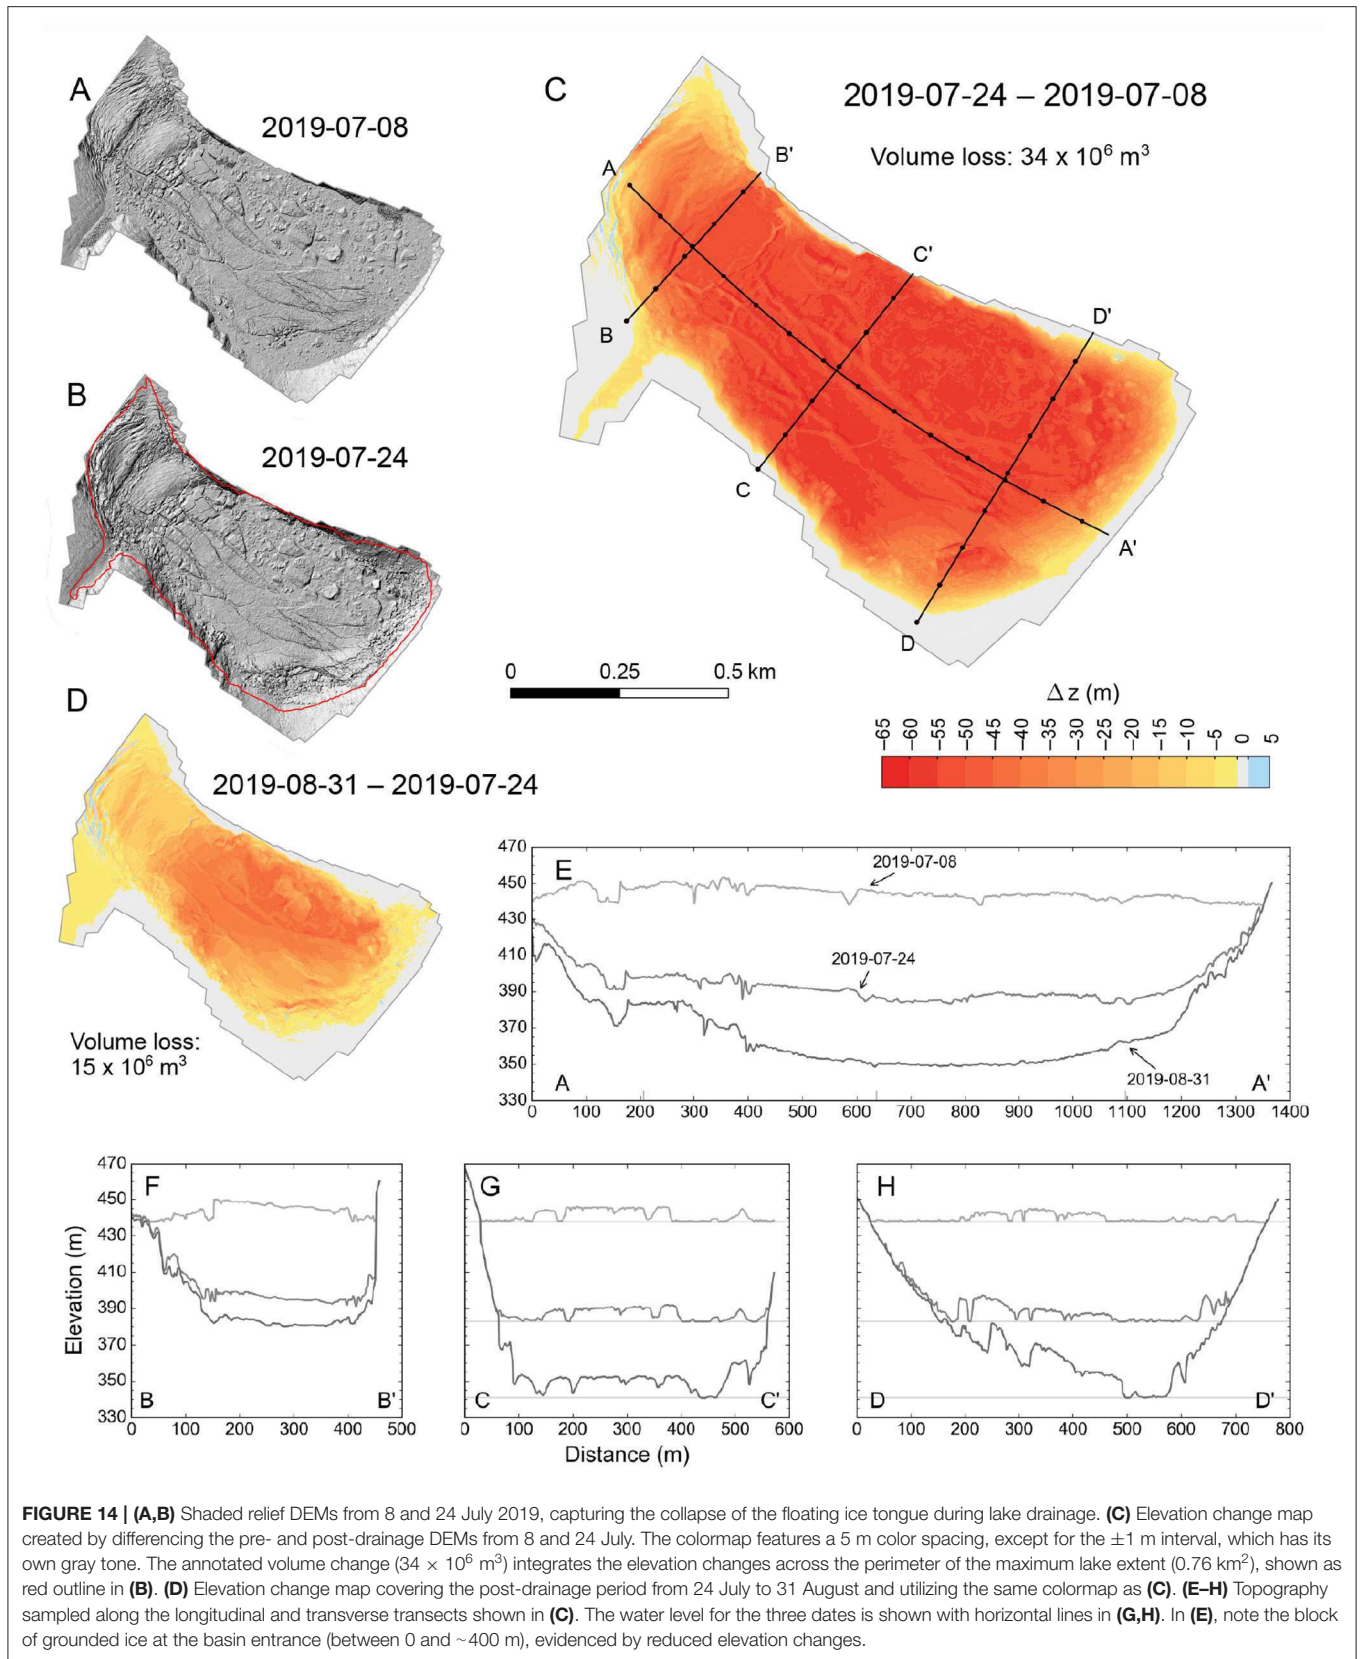 A
2019-07-08
B
2019-07-24
C
2019-07-24 – 2019-07-08
Volume loss: 34 x 10⁶ m³
A
B'
C'
D'
B
C
A'
D
0 0.25 0.5 km
Δ z (m)
−65 −60 −55 −50 −45 −40 −35 −30 −25 −20 −15 −10 −5 0 5
D
2019-08-31 – 2019-07-24
Volume loss:
15 x 10⁶ m³
E
470
450
430
410
390
370
350
330
2019-07-08
2019-07-24
2019-08-31
A A'
0 100 200 300 400 500 600 700 800 900 1000 1100 1200 1300 1400
Elevation (m)
470
450
430
410
390
370
350
330
F
B B'
0 100 200 300 400 500
G
C C'
0 100 200 300 400 500 600
H
D D'
0 100 200 300 400 500 600 700 800
Distance (m)
FIGURE 14 | (A,B) Shaded relief DEMs from 8 and 24 July 2019, capturing the collapse of the floating ice tongue during lake drainage. (C) Elevation change map
created by differencing the pre- and post-drainage DEMs from 8 and 24 July. The colormap features a 5 m color spacing, except for the ±1 m interval, which has its
own gray tone. The annotated volume change (34 × 10⁶ m³) integrates the elevation changes across the perimeter of the maximum lake extent (0.76 km²), shown as
red outline in (B). (D) Elevation change map covering the post-drainage period from 24 July to 31 August and utilizing the same colormap as (C). (E–H) Topography
sampled along the longitudinal and transverse transects shown in (C). The water level for the three dates is shown with horizontal lines in (G,H). In (E), note the block
of grounded ice at the basin entrance (between 0 and ~400 m), evidenced by reduced elevation changes.